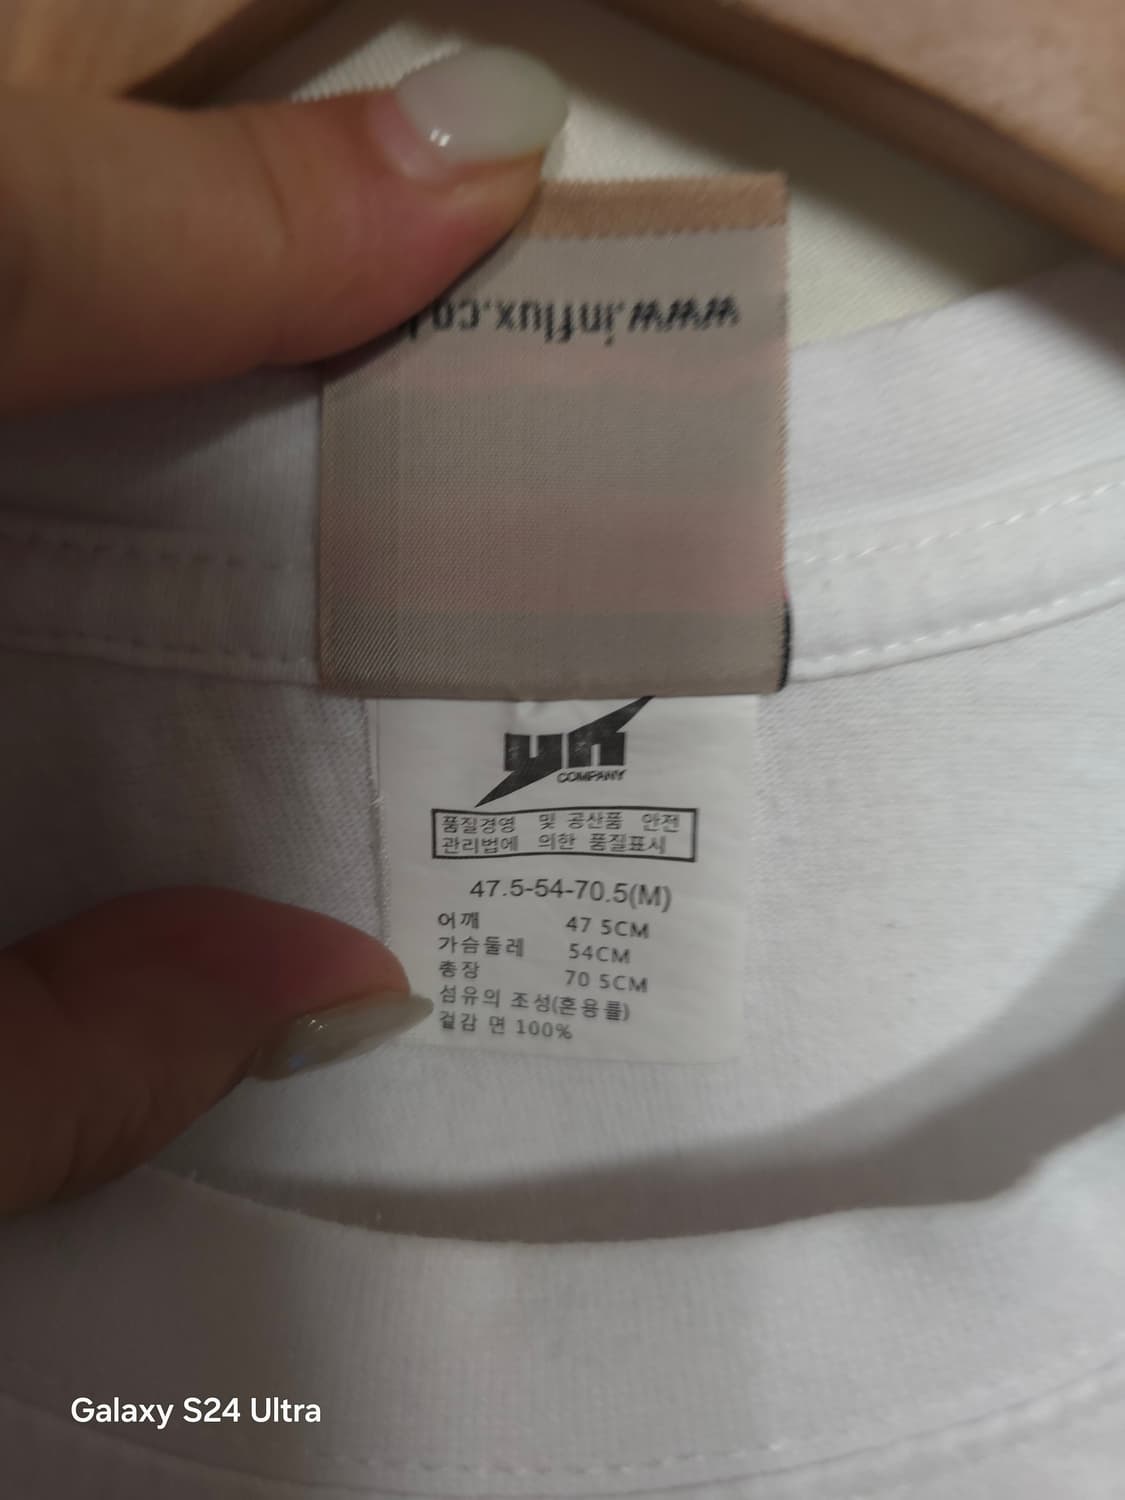 www.influx.co.k
COMPANY
품질경영 및 공산품 안전
관리법에 의한 품질표시
47.5-54-70.5(M)
어깨 47 5CM
가슴둘레 54CM
총장 70 5CM
섬유의 조성(혼용률)
겉감 면 100%
Galaxy S24 Ultra